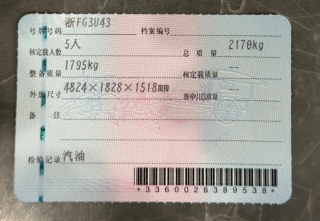 号牌号码 浙FG3U43 档案编号
核定载人数 5人 总质量 2170kg
整备质量 1795kg 核定载质量 --
外廓尺寸 4824×1828×1518mm 准牵引总质量 --
备注
检验记录 汽油
*3360026389538*